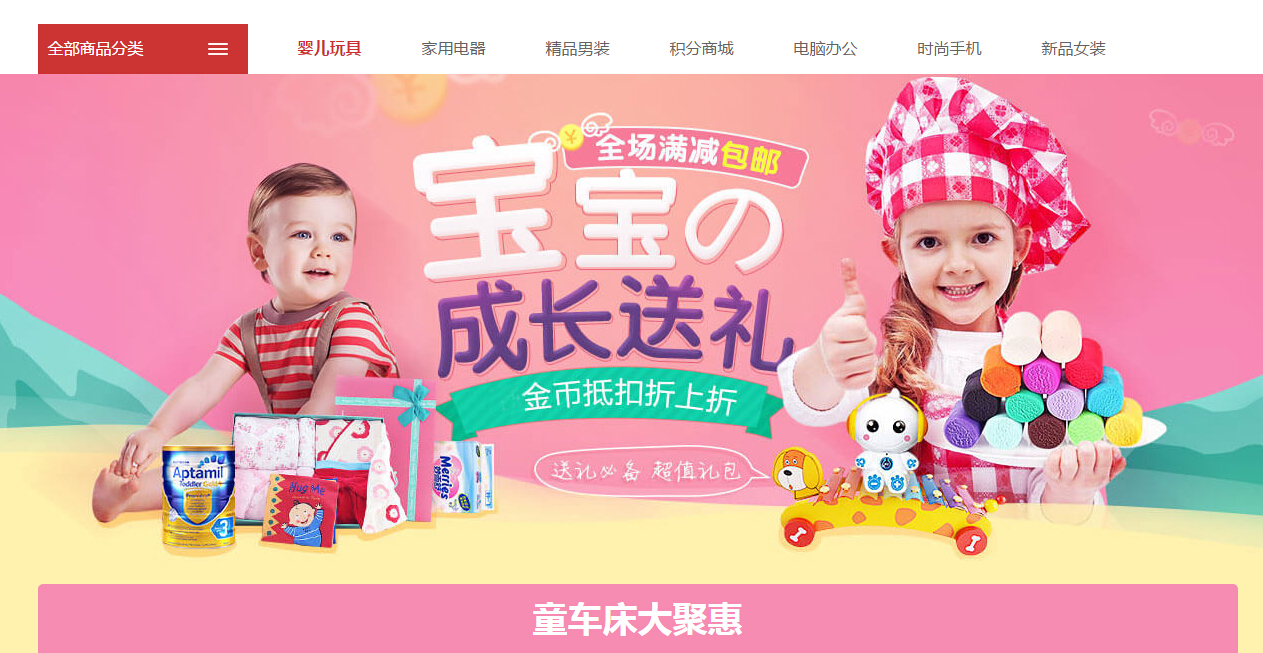 全部商品分类
婴儿玩具 家用电器 精品男装 积分商城 电脑办公 时尚手机 新品女装
全场满减包邮
宝宝の
成长送礼
金币抵扣折上折
送礼必备 超值礼包
Aptamil
Toddler Gold+
3
Hug Me
Merries
童车床大聚惠